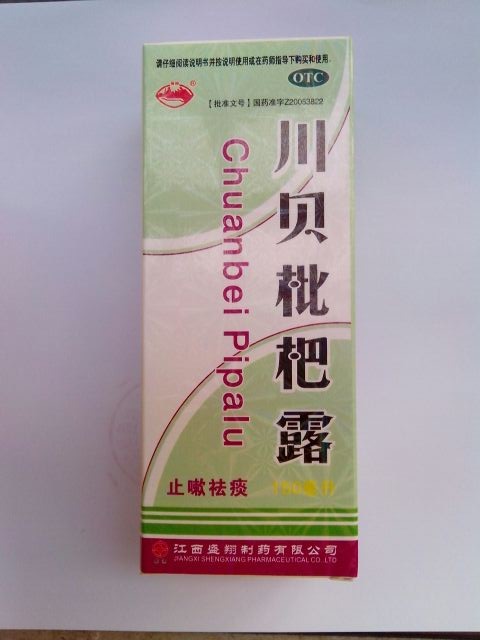 请仔细阅读说明书并按说明使用或在药师指导下购买和使用
OTC
【批准文号】国药准字Z20063822
川贝枇杷露
Chuanbei Pipalu
止嗽祛痰
150毫升
江西盛翔制药有限公司
JIANGXI SHENGXIANG PHARMACEUTICAL CO. LTD